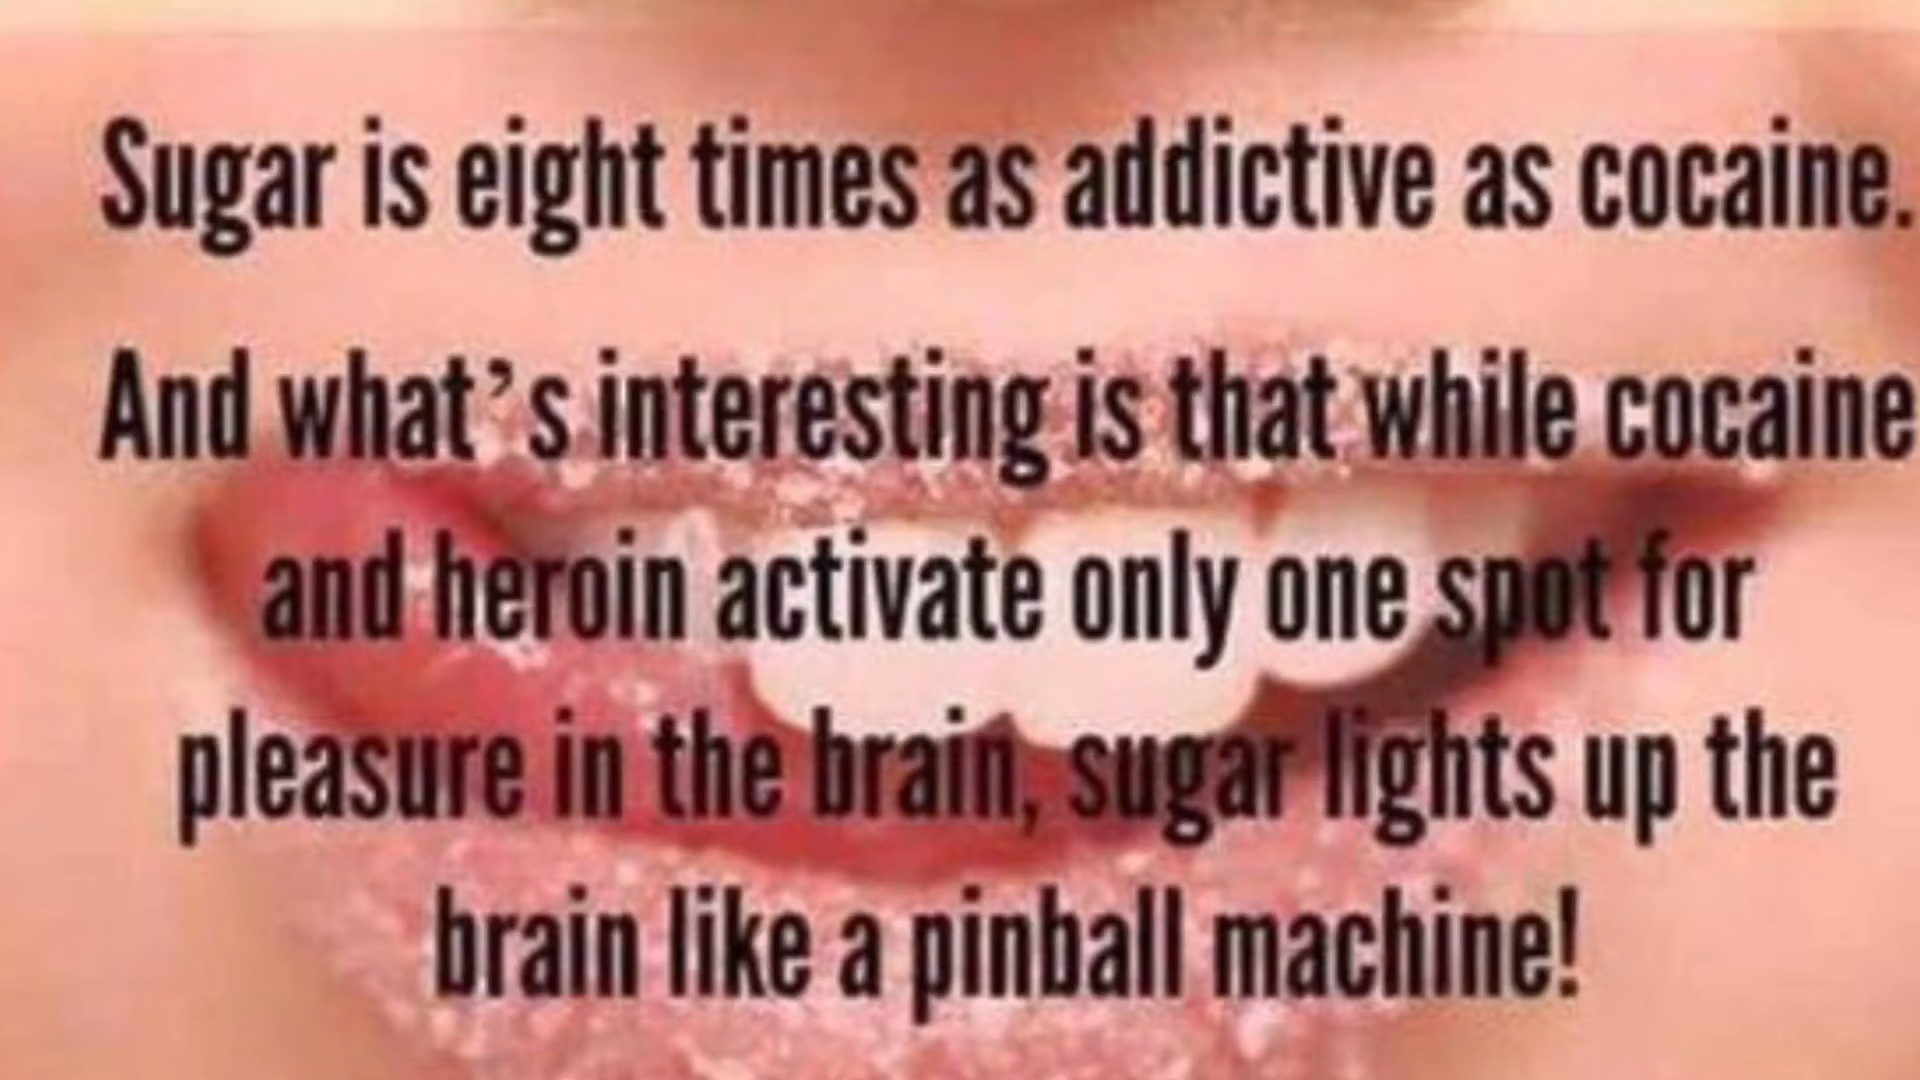 Sugar is eight times as addictive as cocaine.
And what's interesting is that while cocaine
and heroin activate only one spot for
pleasure in the brain, sugar lights up the
brain like a pinball machine!